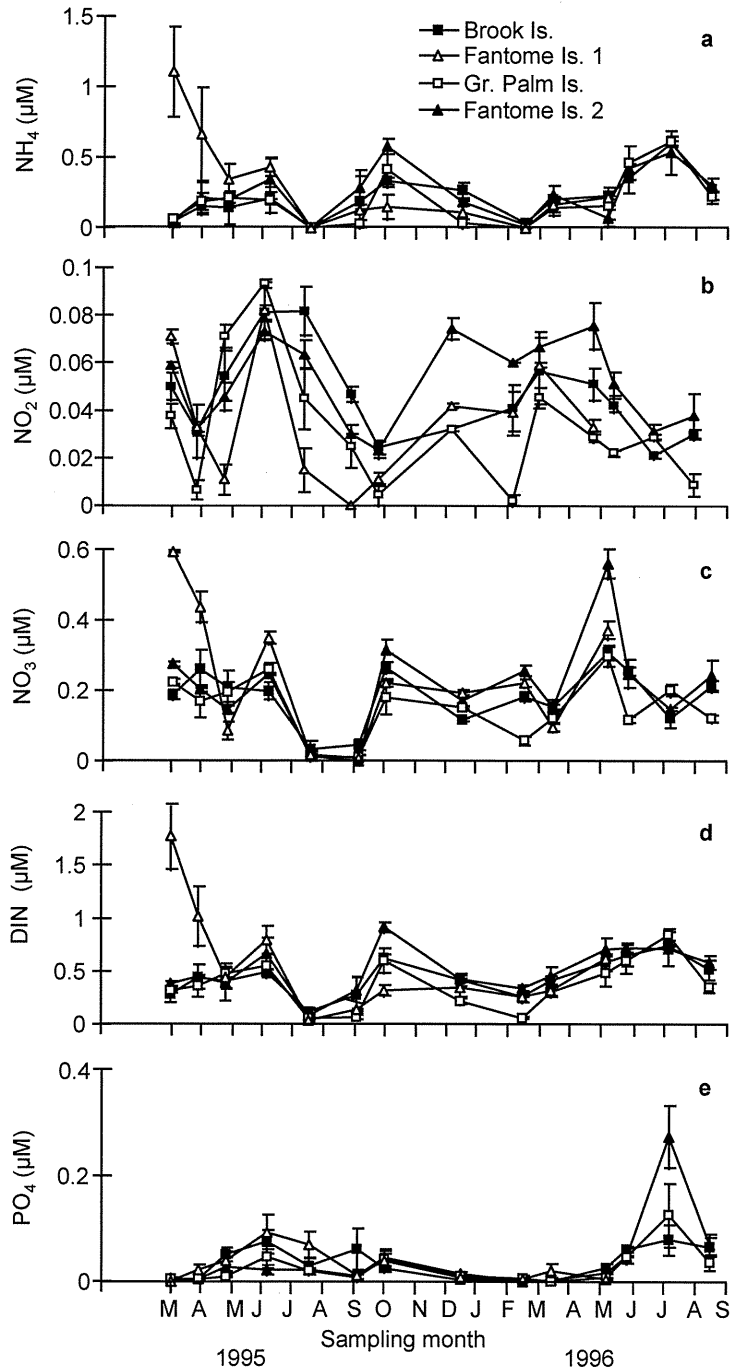 1.5
a
Brook Is.
Fantome Is. 1
1
Gr. Palm Is.
Fantome Is. 2
NH4 (µM)
0.5
0
0.1
b
0.08
0.06
NO2 (µM)
0.04
0.02
0
0.6
c
0.4
NO3 (µM)
0.2
0
2
d
1.5
DIN (µM)
1
0.5
0
0.4
e
PO4 (µM)
0.2
0
M A M J J A S O N D J F M A M J J A S
Sampling month
1995 1996